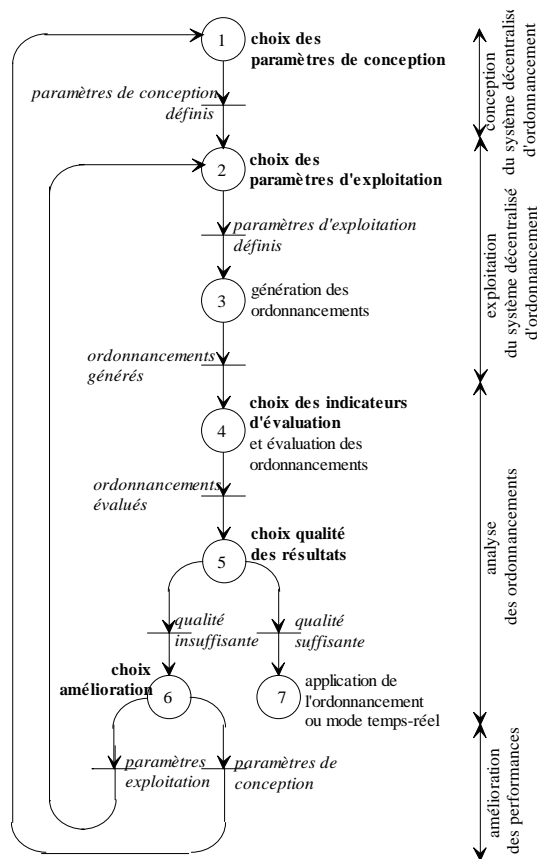 1
choix des
paramètres de conception
paramètres de conception
définis
2
choix des
paramètres d'exploitation
paramètres d'exploitation
définis
3
génération des
ordonnancements
ordonnancements
générés
4
choix des indicateurs
d'évaluation
et évaluation des
ordonnancements
ordonnancements
évalués
choix qualité
des résultats
5
qualité
insuffisante
qualité
suffisante
choix
amélioration
6
7
application de
l'ordonnancement
ou mode temps-réel
paramètres
exploitation
paramètres de
conception
conception
du système décentralisé
d'ordonnancement
exploitation
du système décentralisé
d'ordonnancement
analyse
des ordonnancements
amélioration
des performances